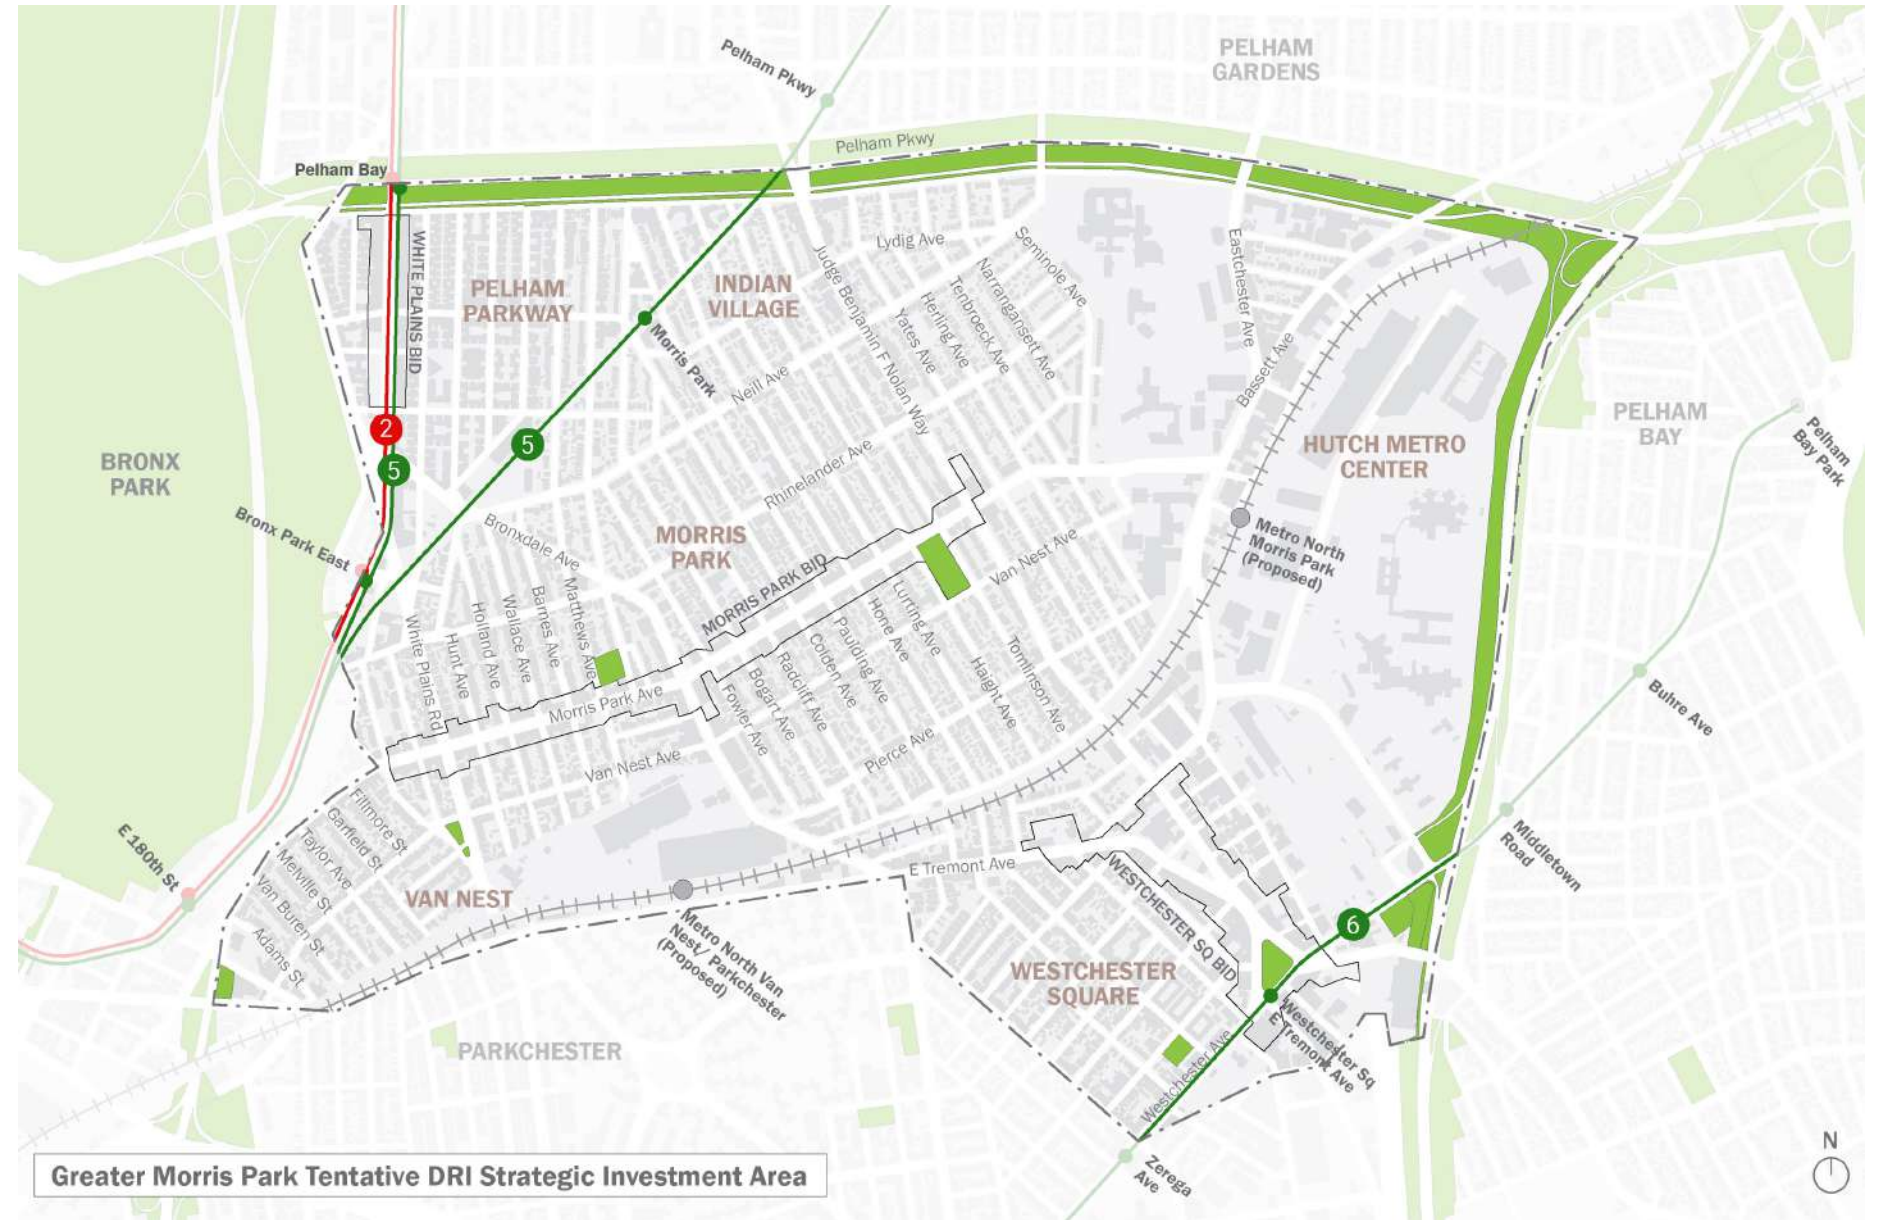 PELHAM
GARDENS
Pelham Pkwy
Pelham Pkwy
Pelham Bay
WHITE PLAINS BID
PELHAM
PARKWAY
INDIAN
VILLAGE
Lydig Ave
Seminole Ave
Narrangansett Ave
Tenbroeck Ave
Herling Ave
Yates Ave
Judge Benjamin F Nolan Way
Eastchester Ave
Bassett Ave
Morris Park
Neill Ave
2
5
5
BRONX
PARK
Rhinelander Ave
HUTCH METRO
CENTER
PELHAM
BAY
Pelham
Bay Park
Bronx Park East
Bronxdale Ave
MORRIS
PARK
MORRIS PARK BID
Van Nest Ave
Metro North
Morris Park
(Proposed)
White Plains Rd
Hunt Ave
Holland Ave
Wallace Ave
Barnes Ave
Matthews Ave
Morris Park Ave
Fowler Ave
Bogart Ave
Radcliff Ave
Colden Ave
Paulding Ave
Hone Ave
Lurting Ave
Haight Ave
Tomlinson Ave
Pierce Ave
Van Nest Ave
Buhre Ave
Middletown
Road
E 180th St
Fillmore St
Garfield St
Taylor Ave
Melville St
Van Buren St
Adams St
VAN NEST
E Tremont Ave
WESTCHESTER SQ BID
6
Metro North Van
Nest/ Parkchester
(Proposed)
WESTCHESTER
SQUARE
Westchester Sq
E Tremont Ave
Westchester Ave
PARKCHESTER
Zerega
Ave
N
Greater Morris Park Tentative DRI Strategic Investment Area